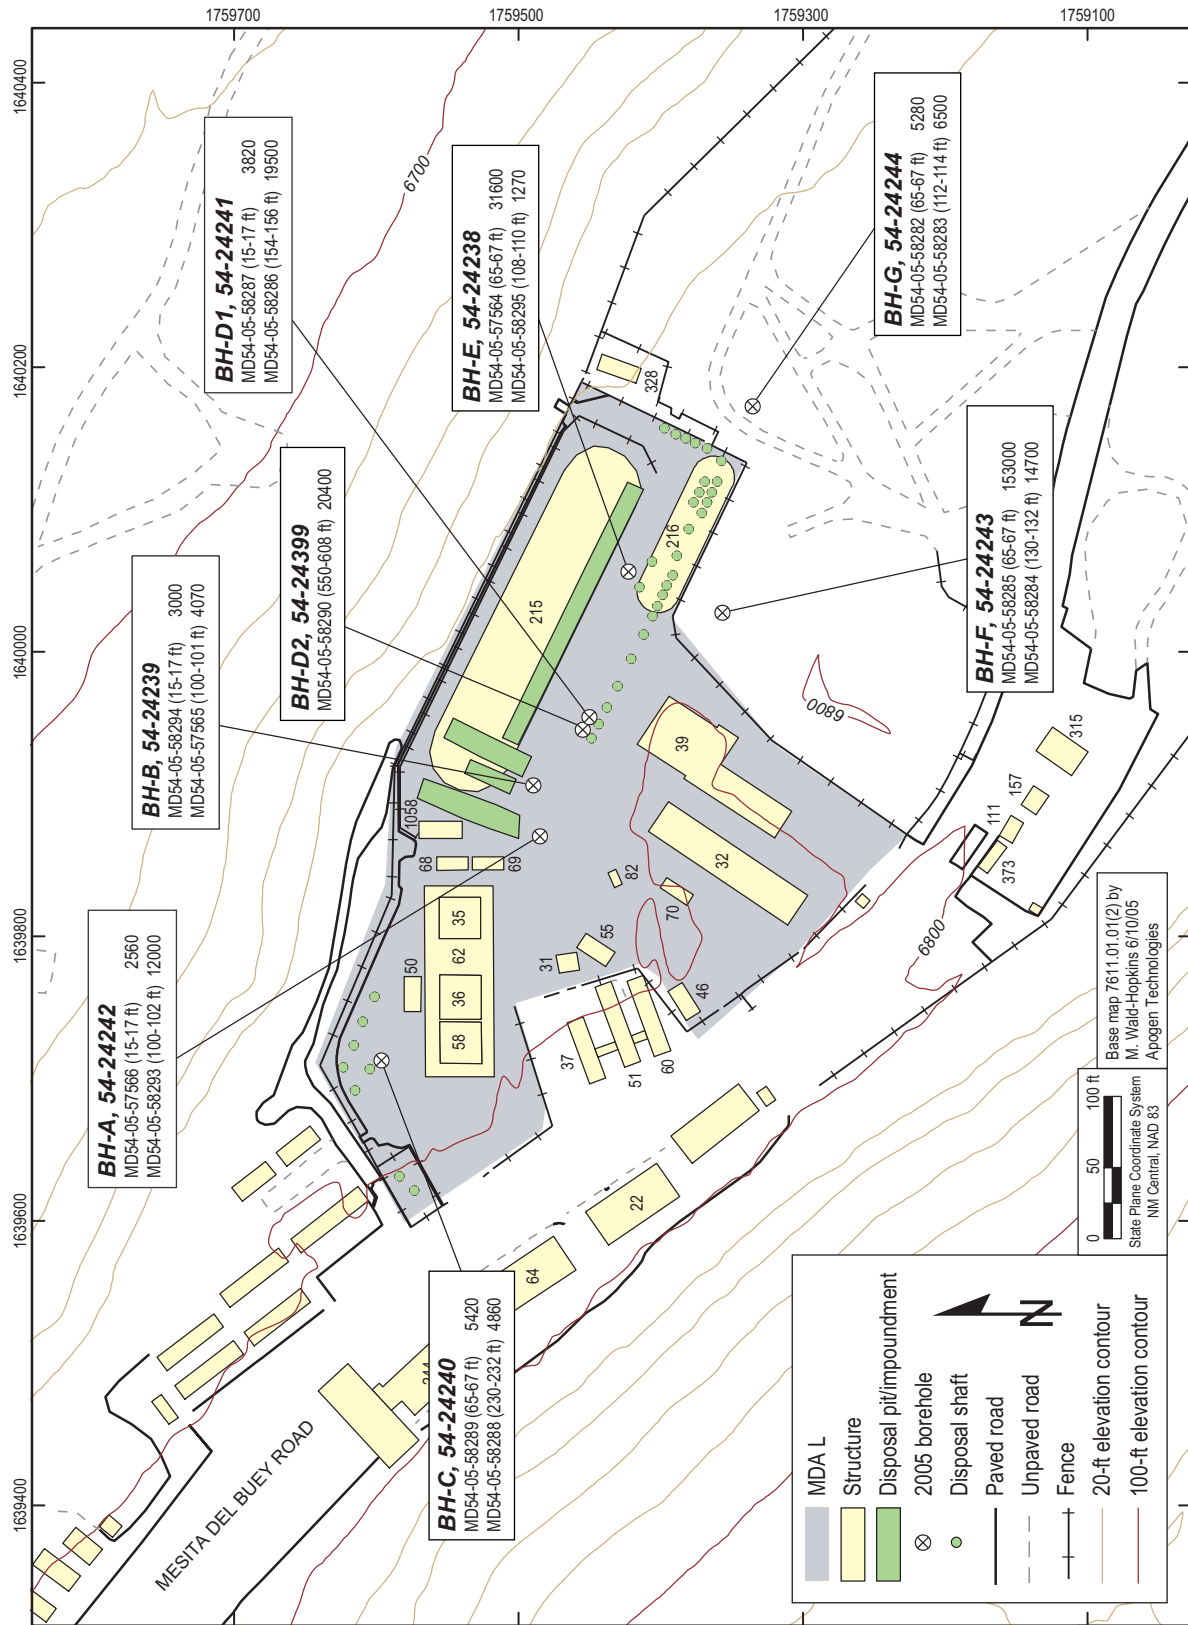 1639400
1639600
1639800
1640000
1640200
1640400
1759700
1759500
1759300
1759100
BH-A, 54-24242
MD54-05-57566 (15-17 ft) 2560
MD54-05-58293 (100-102 ft) 12000
BH-B, 54-24239
MD54-05-58294 (15-17 ft) 3000
MD54-05-57565 (100-101 ft) 4070
BH-D2, 54-24399
MD54-05-58290 (550-608 ft) 20400
BH-D1, 54-24241
MD54-05-58287 (15-17 ft) 3820
MD54-05-58286 (154-156 ft) 19500
BH-E, 54-24238
MD54-05-57564 (65-67 ft) 31600
MD54-05-58295 (108-110 ft) 1270
BH-G, 54-24244
MD54-05-58282 (65-67 ft) 5280
MD54-05-58283 (112-114 ft) 6500
BH-F, 54-24243
MD54-05-58285 (65-67 ft) 153000
MD54-05-58284 (130-132 ft) 14700
BH-C, 54-24240
MD54-05-58289 (65-67 ft) 5420
MD54-05-58288 (230-232 ft) 4860
MESITA DEL BUEY ROAD
6700
6800
6800
215
216
328
1058
68
69
50
35
62
36
58
31
55
82
70
32
39
46
37
51
60
22
64
315
157
111
373
MDA L
Structure
Disposal pit/impoundment
2005 borehole
Disposal shaft
Paved road
Unpaved road
Fence
20-ft elevation contour
100-ft elevation contour
N
0 50 100 ft
State Plane Coordinate System
NM Central, NAD 83
Base map 7611.01.01(2) by
M. Wald-Hopkins 6/10/05
Apogen Technologies